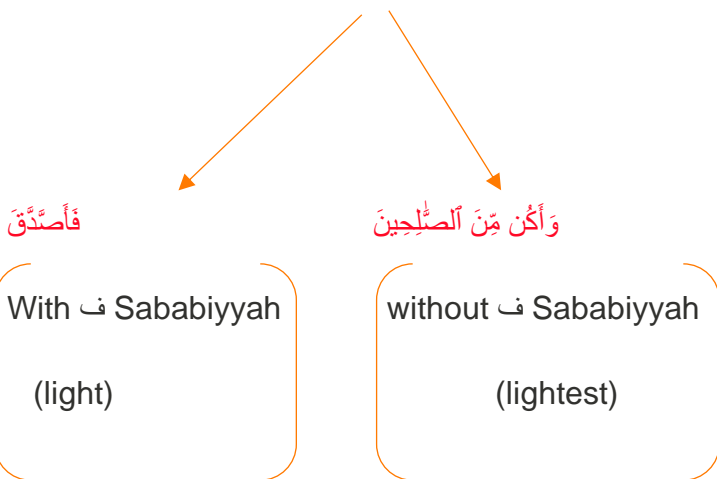 فَأَصَّدَّقَ
وَأَكُن مِّنَ ٱلصَّٰلِحِينَ
With ف Sababiyyah
without ف Sababiyyah
(light)
(lightest)